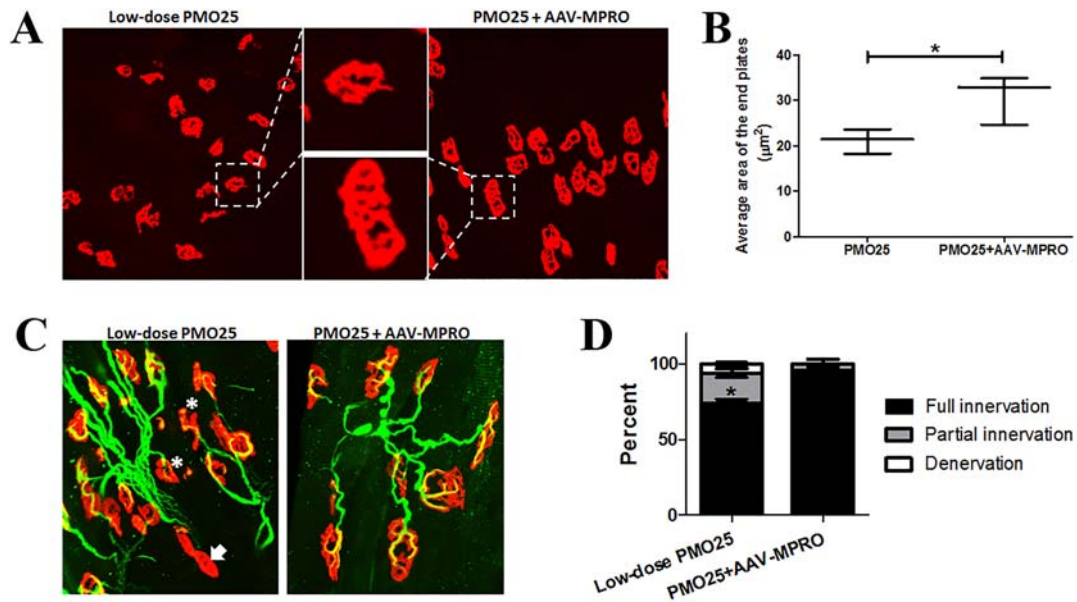 A
Low-dose PMO25
PMO25 + AAV-MPRO
B
Average area of the end plates
(µm²)
40
30
20
10
0
*
PMO25
PMO25+AAV-MPRO
C
Low-dose PMO25
PMO25 + AAV-MPRO
*
*
D
Percent
100
50
0
*
Low-dose PMO25
PMO25+AAV-MPRO
Full innervation
Partial innervation
Denervation